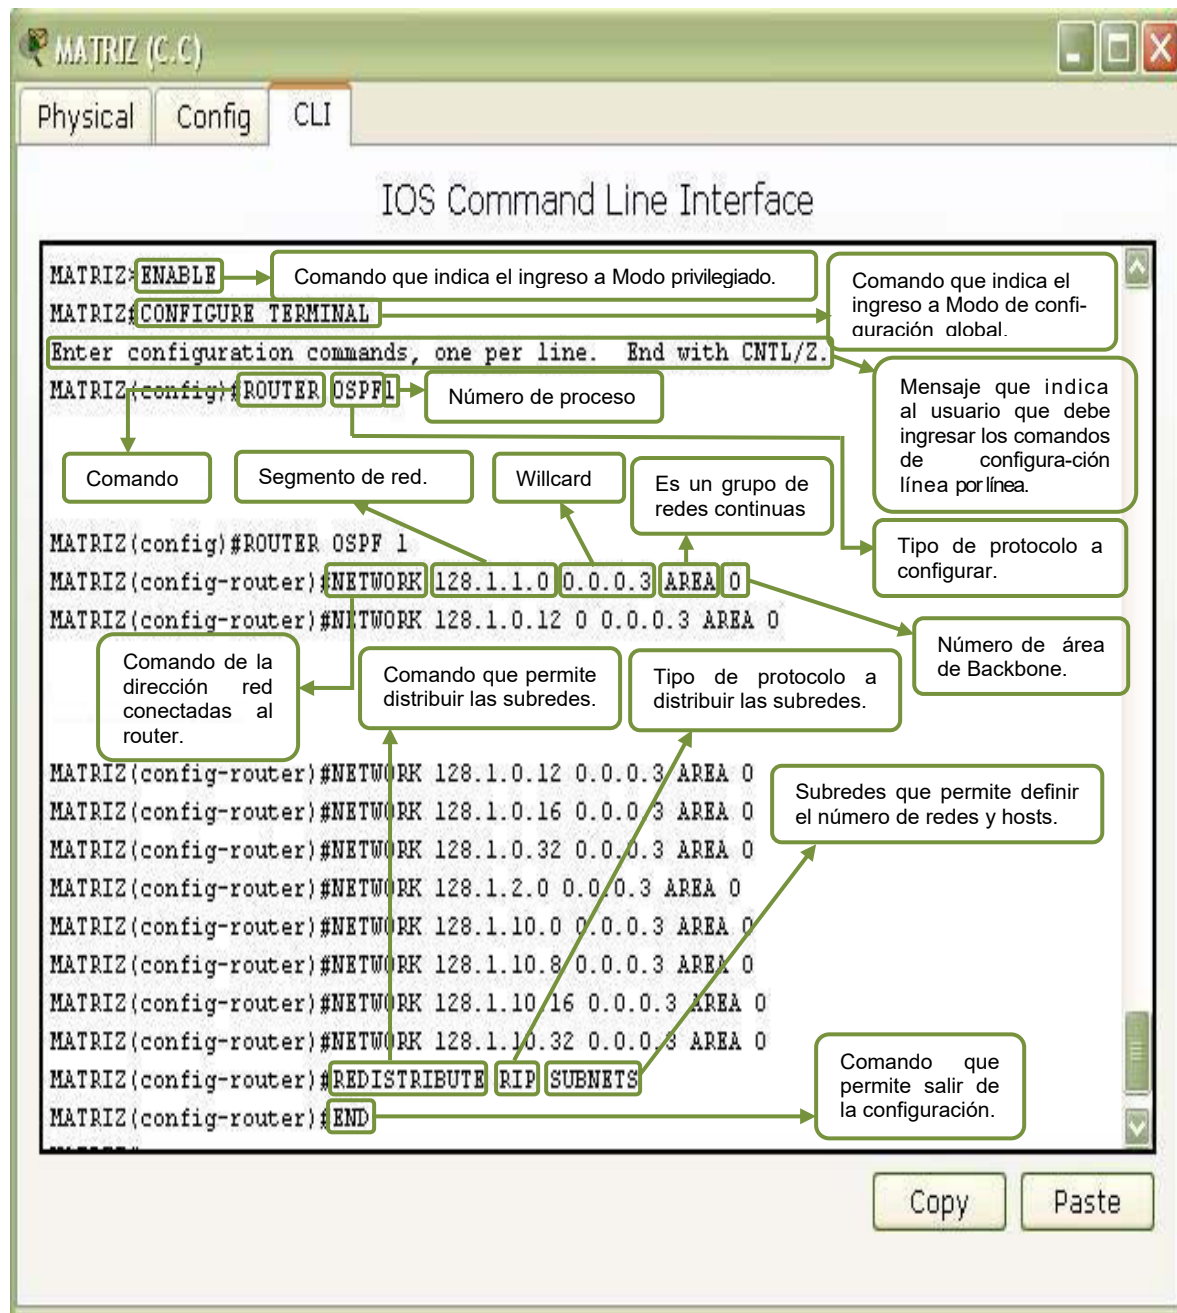 MATRIZ (C.C)
Physical
Config
CLI
IOS Command Line Interface
MATRIZ>ENABLE
Comando que indica el ingreso a Modo privilegiado.
MATRIZ#CONFIGURE TERMINAL
Comando que indica el
ingreso a Modo de confi-
guración global.
Enter configuration commands, one per line. End with CNTL/Z.
MATRIZ(config)#ROUTER OSPF 1
Número de proceso
Mensaje que indica
al usuario que debe
ingresar los comandos
de configura-ción
línea por línea.
Comando
Segmento de red.
Willcard
Es un grupo de
redes continuas
Tipo de protocolo a
configurar.
MATRIZ(config)#ROUTER OSPF 1
MATRIZ(config-router)#NETWORK 128.1.1.0 0.0.0.3 AREA 0
MATRIZ(config-router)#NETWORK 128.1.0.12 0 0.0.0.3 AREA 0
Número de área
de Backbone.
Comando de la
dirección red
conectadas al
router.
Comando que permite
distribuir las subredes.
Tipo de protocolo a
distribuir las subredes.
MATRIZ(config-router)#NETWORK 128.1.0.12 0.0.0.3 AREA 0
Subredes que permite definir
el número de redes y hosts.
MATRIZ(config-router)#NETWORK 128.1.0.16 0.0.0.3 AREA 0
MATRIZ(config-router)#NETWORK 128.1.0.32 0.0.0.3 AREA 0
MATRIZ(config-router)#NETWORK 128.1.2.0 0.0.0.3 AREA 0
MATRIZ(config-router)#NETWORK 128.1.10.0 0.0.0.3 AREA 0
MATRIZ(config-router)#NETWORK 128.1.10.8 0.0.0.3 AREA 0
MATRIZ(config-router)#NETWORK 128.1.10.16 0.0.0.3 AREA 0
MATRIZ(config-router)#NETWORK 128.1.10.32 0.0.0.3 AREA 0
MATRIZ(config-router)#REDISTRIBUTE RIP SUBNETS
MATRIZ(config-router)#END
Comando que
permite salir de
la configuración.
Copy
Paste